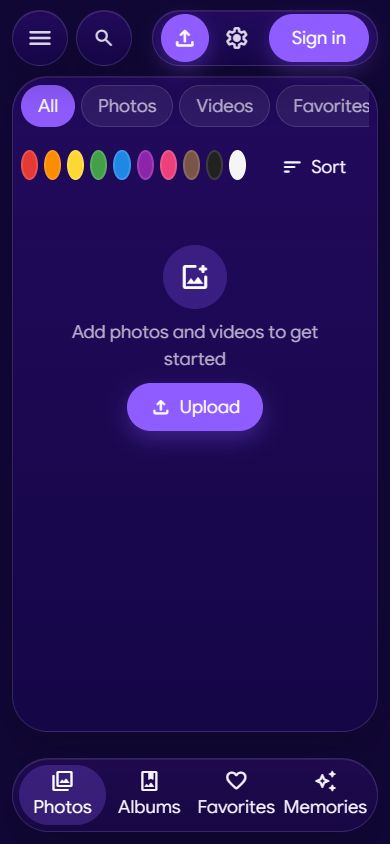 Sign in
All
Photos
Videos
Favorites
Sort
Add photos and videos to get
started
Upload
Photos
Albums
Favorites
Memories